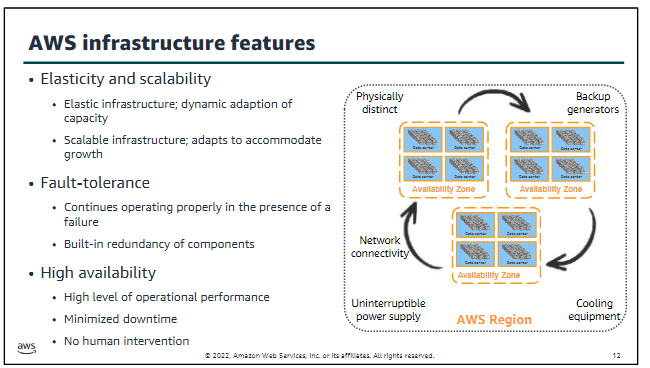 AWS infrastructure features
• Elasticity and scalability
• Elastic infrastructure; dynamic adaption of
capacity
• Scalable infrastructure; adapts to accommodate
growth
• Fault-tolerance
• Continues operating properly in the presence of a
failure
• Built-in redundancy of components
• High availability
• High level of operational performance
• Minimized downtime
• No human intervention
Physically
distinct
Backup
generators
Data center
Data center
Data center
Data center
Availability Zone
Data center
Data center
Data center
Data center
Availability Zone
Network
connectivity
Data center
Data center
Data center
Data center
Availability Zone
Uninterruptible
power supply
AWS Region
Cooling
equipment
aws
© 2022, Amazon Web Services, Inc. or its affiliates. All rights reserved.
12